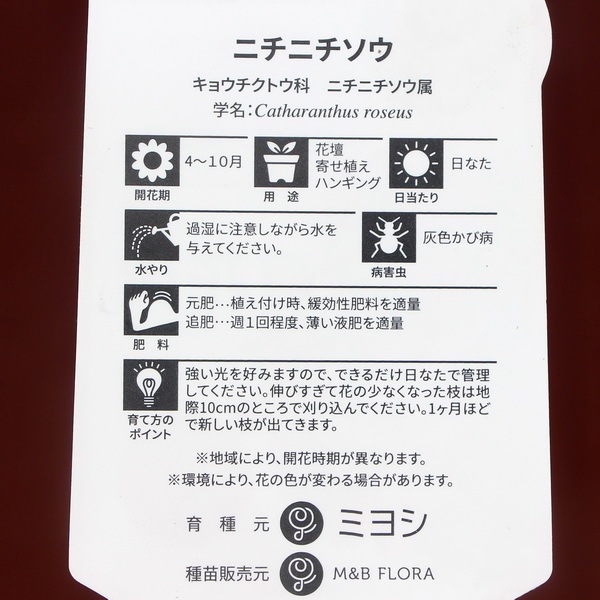 ニチニチソウ
キョウチクトウ科　ニチニチソウ属
学名：Catharanthus roseus
開花期
4〜10月
用　途
花壇
寄せ植え
ハンギング
日当たり
日なた
水やり
過湿に注意しながら水を
与えてください。
病害虫
灰色かび病
肥　料
元肥…植え付け時、緩効性肥料を適量
追肥…週1回程度、薄い液肥を適量
育て方の
ポイント
強い光を好みますので、できるだけ日なたで管理
してください。伸びすぎて花の少なくなった枝は地
際10cmのところで刈り込んでください。1ヶ月ほど
で新しい枝が出てきます。
※地域により、開花時期が異なります。
※環境により、花の色が変わる場合があります。
育　種　元　ミヨシ
種苗販売元　M&B FLORA